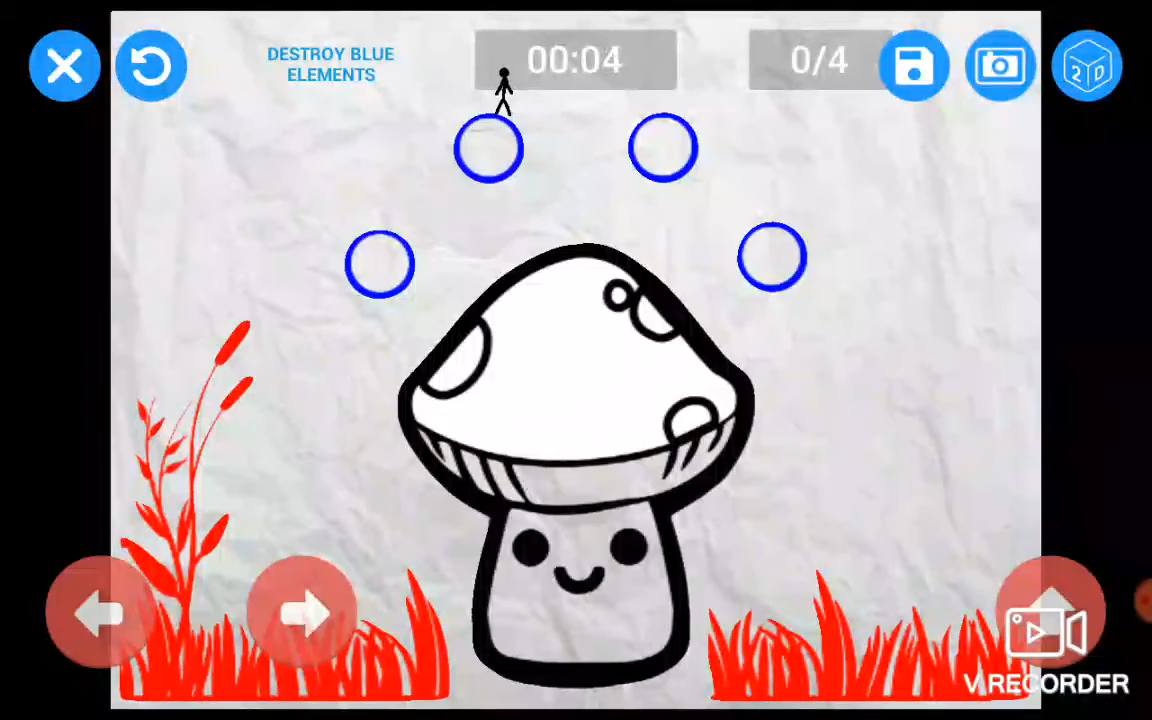 DESTROY BLUE
ELEMENTS
00:04
0/4
2D
V RECORDER